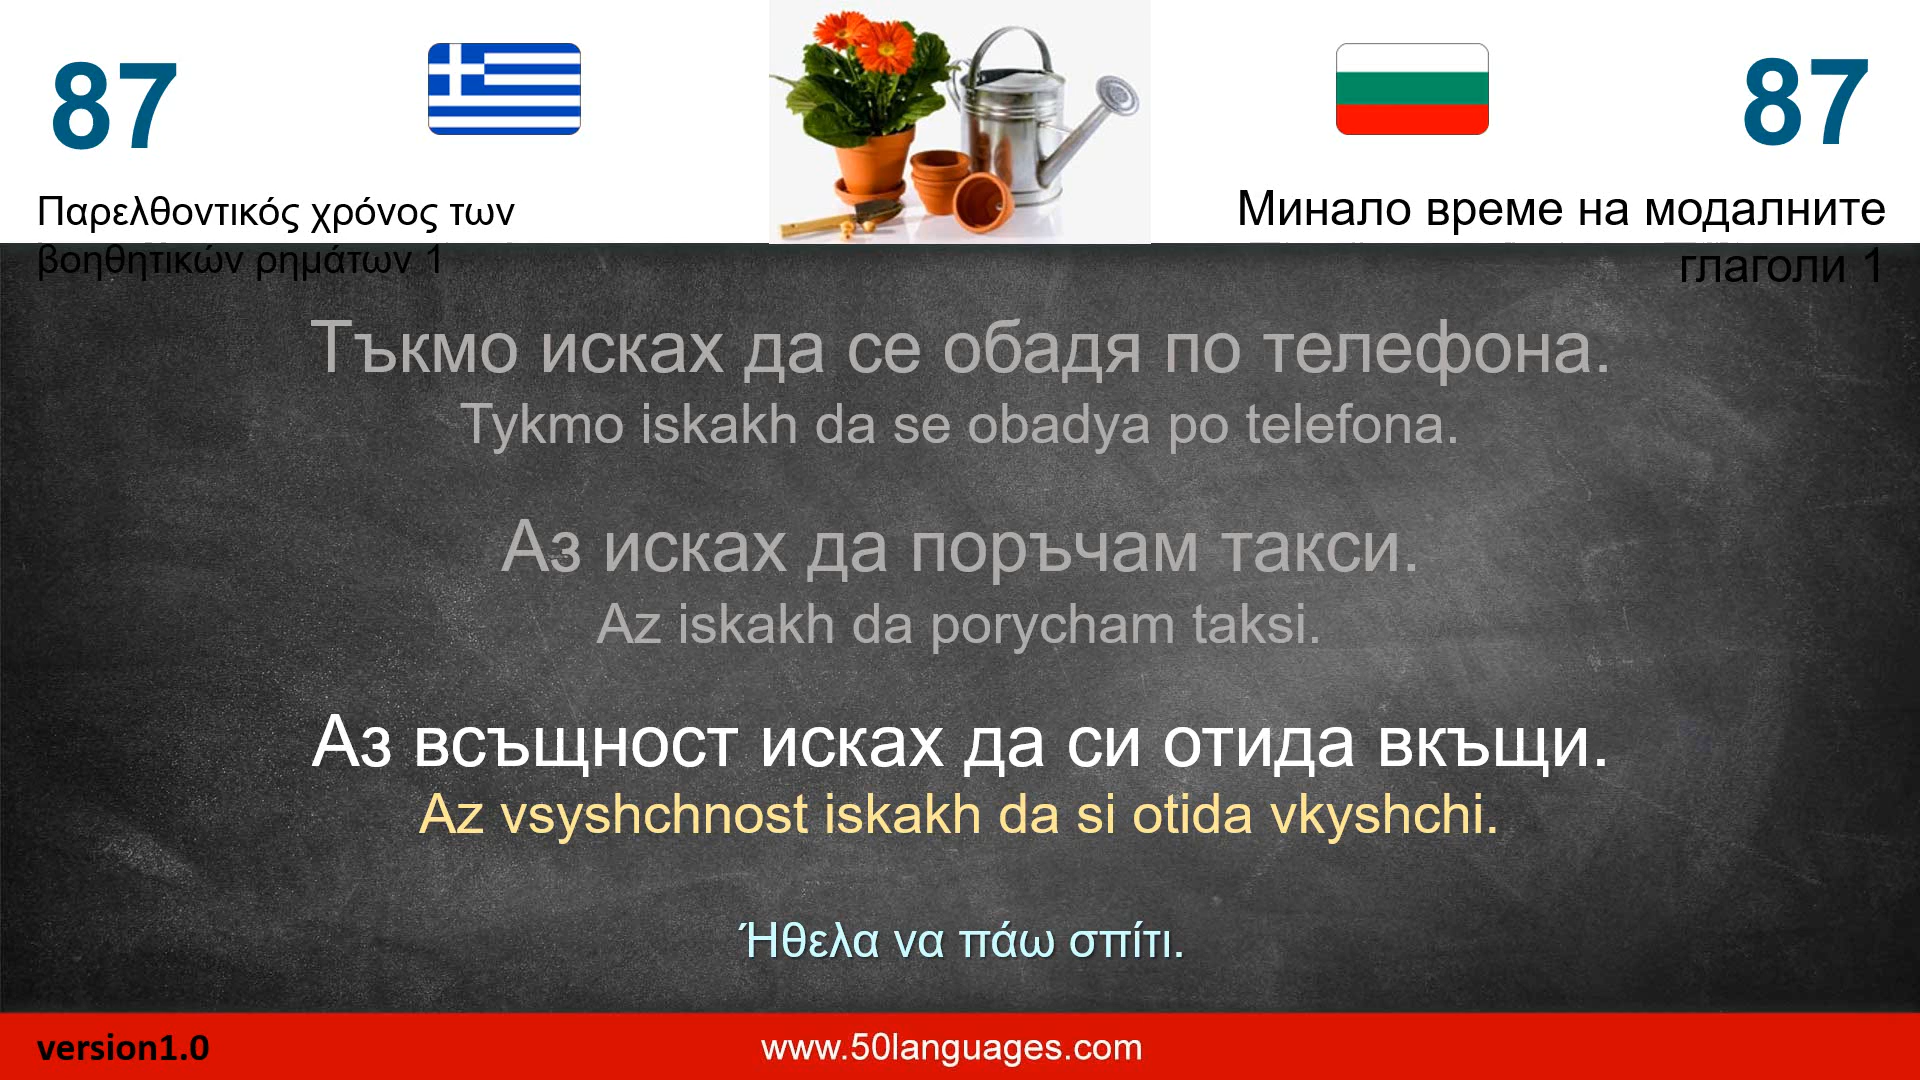 87
87
Παρελθοντικός χρόνος των
βοηθητικών ρημάτων 1
Минало време на модалните
глаголи 1
Тъкмо исках да се обадя по телефона.
Tykmo iskakh da se obadya po telefona.
Аз исках да поръчам такси.
Az iskakh da porycham taksi.
Аз всъщност исках да си отида вкъщи.
Az vsyshchnost iskakh da si otida vkyshchi.
Ήθελα να πάω σπίτι.
version1.0
www.50languages.com